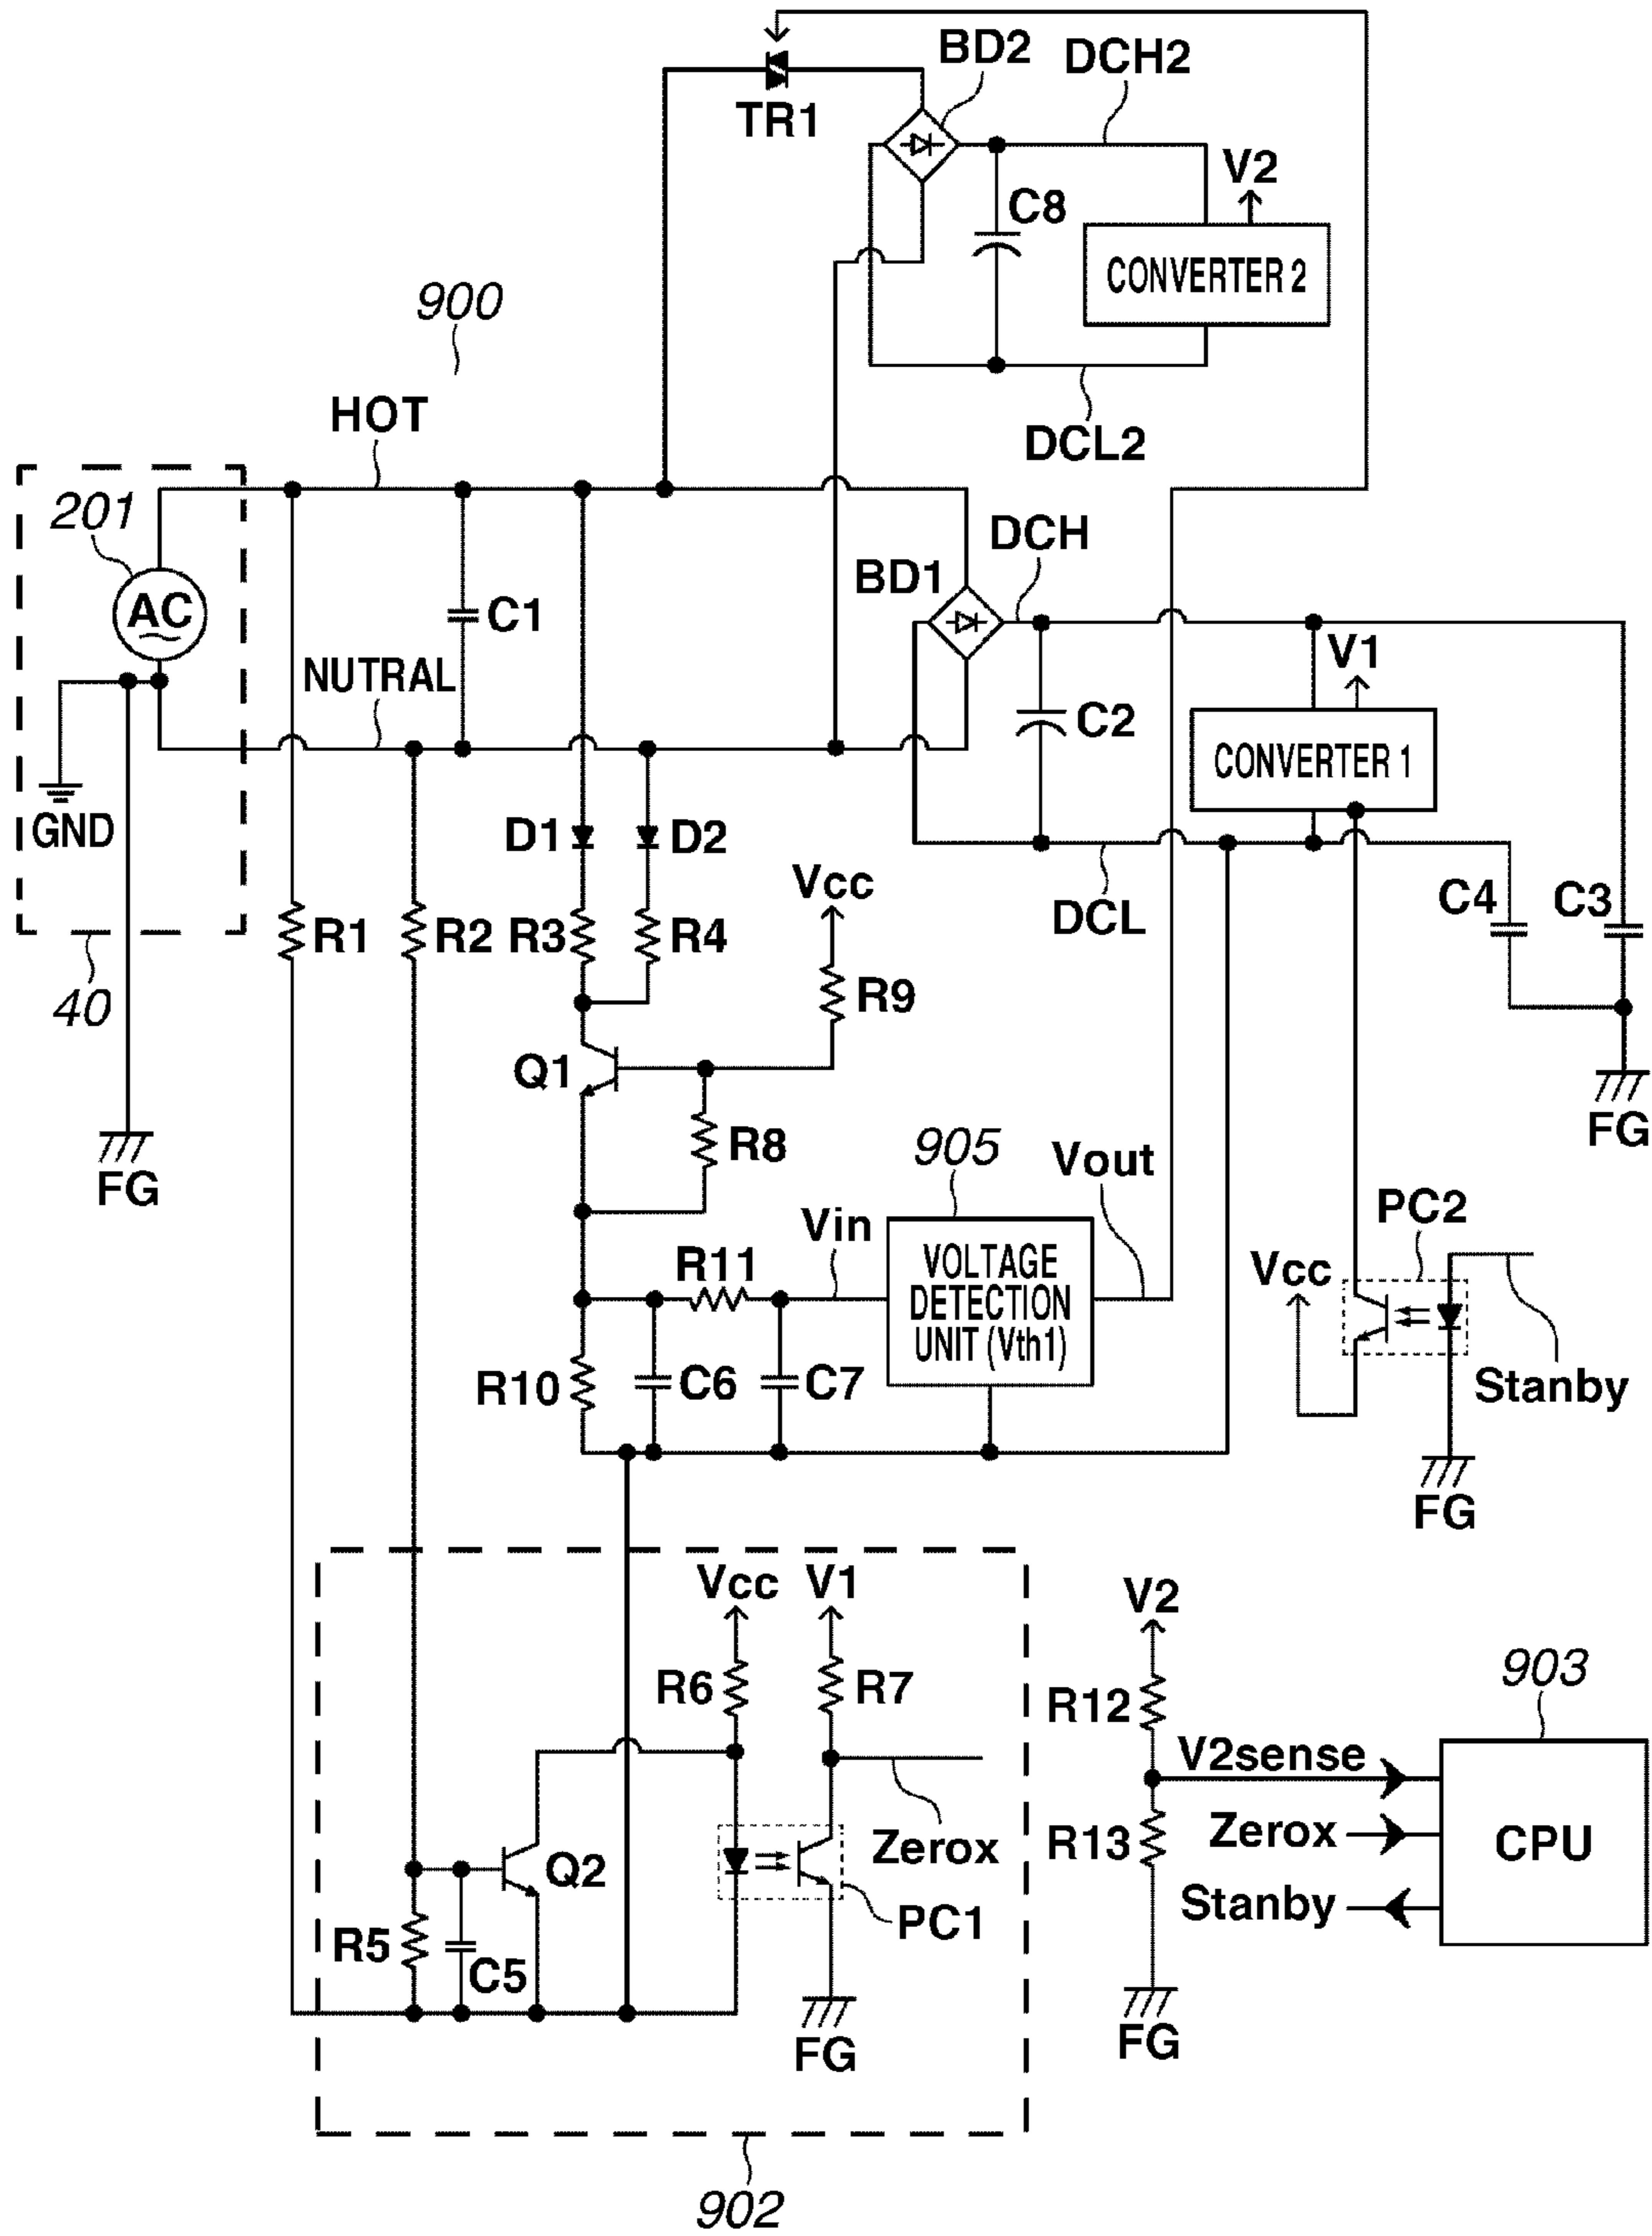 BD2
DCH2
TR1
V2
C8
CONVERTER 2
900
HOT
DCL2
201
DCH
BD1
AC
C1
V1
NUTRAL
C2
CONVERTER 1
GND
D1
D2
Vcc
C4
C3
DCL
R1
R2
R3
R4
R9
40
Q1
FG
R8
905
Vout
FG
PC2
Vin
R11
VOLTAGE
DETECTION
UNIT (Vth1)
Vcc
R10
C6
C7
Stanby
FG
Vcc
V1
V2
R6
R7
R12
903
V2sense
Zerox
R13
Zerox
CPU
Q2
Stanby
PC1
R5
C5
FG
FG
902